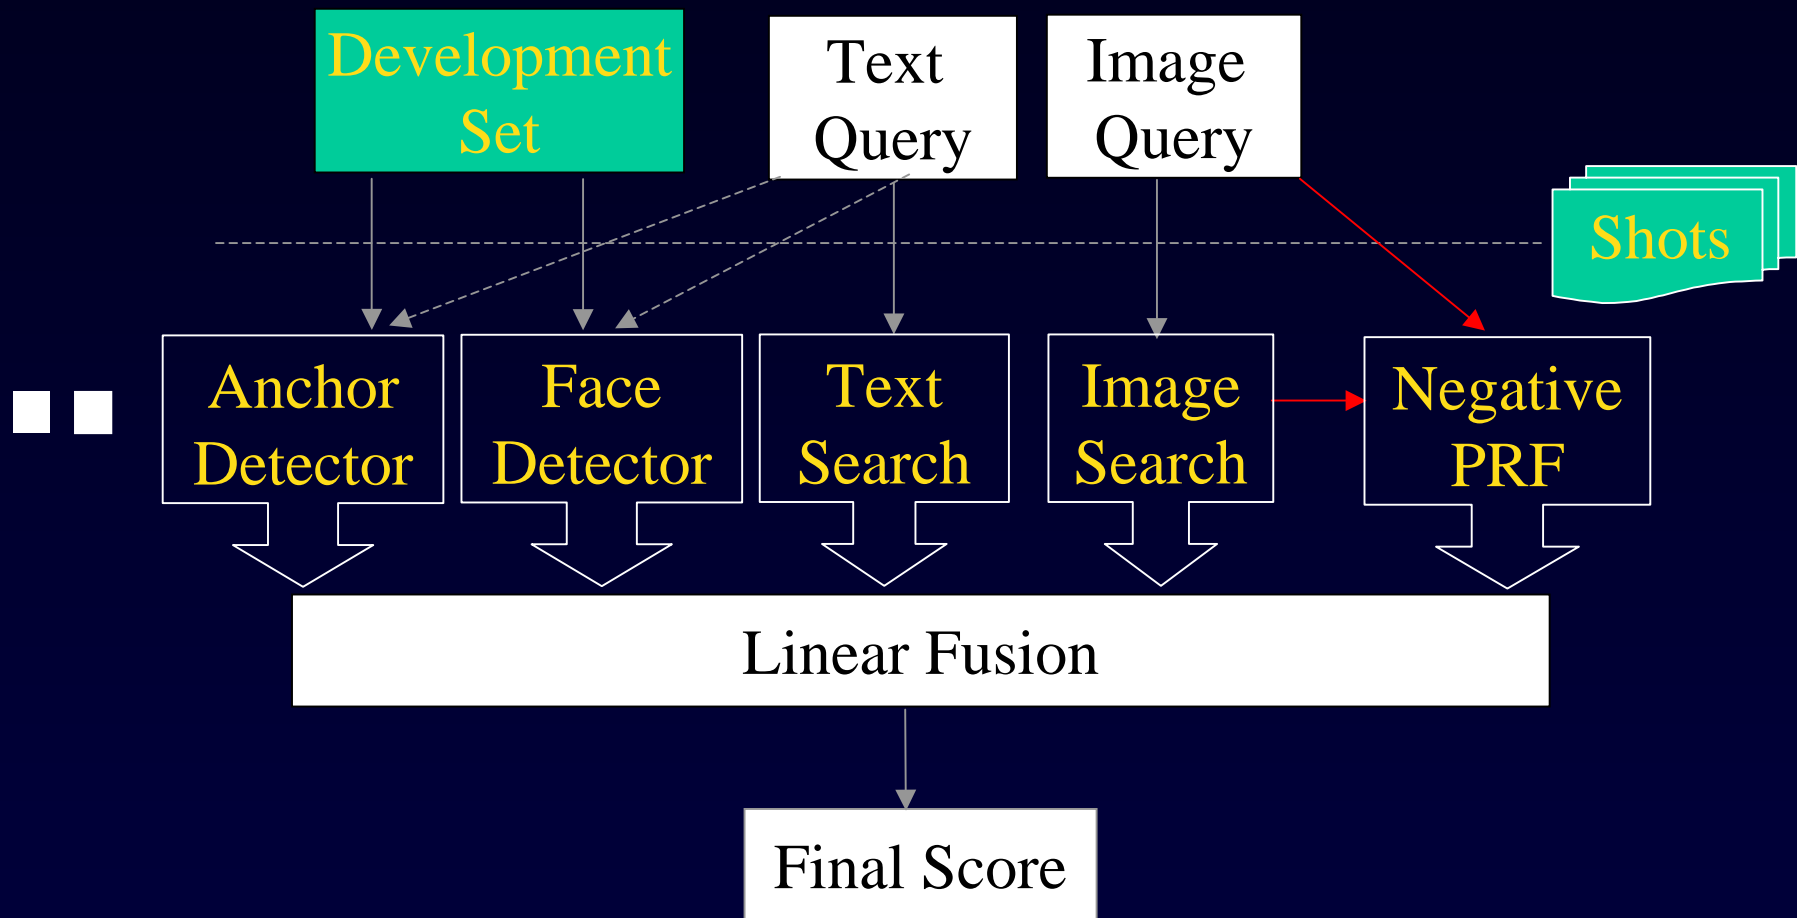 Development
Set
Text
Query
Image
Query
Shots
Anchor
Detector
Face
Detector
Text
Search
Image
Search
Negative
PRF
Linear Fusion
Final Score